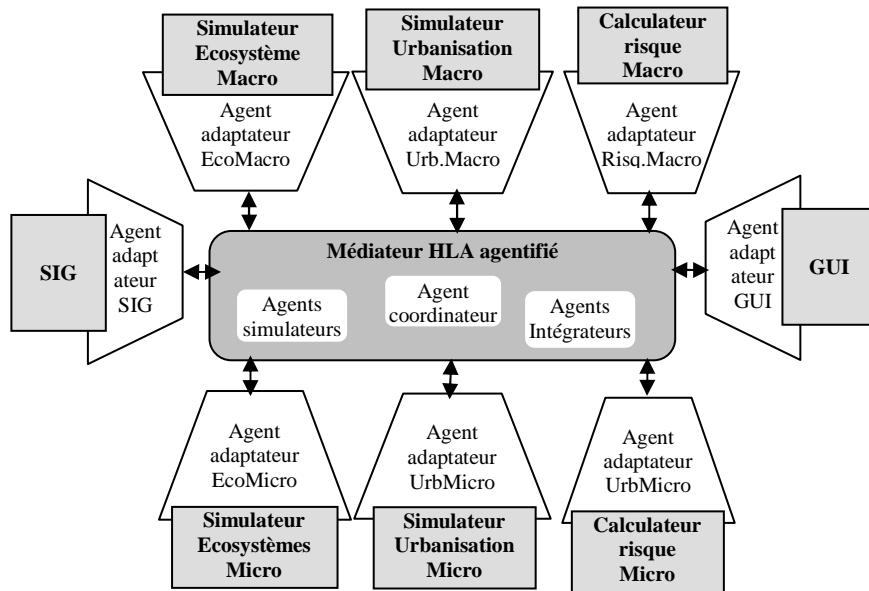 Simulateur
Ecosystème
Macro
Simulateur
Urbanisation
Macro
Calculateur
risque
Macro
Agent
adaptateur
EcoMacro
Agent
adaptateur
Urb.Macro
Agent
adaptateur
Risq.Macro
SIG
Agent
adapt
ateur
SIG
Médiateur HLA agentifié
Agents
simulateurs
Agent
coordinateur
Agents
Intégrateurs
Agent
adapt
ateur
GUI
GUI
Agent
adaptateur
EcoMicro
Agent
adaptateur
UrbMicro
Agent
adaptateur
UrbMicro
Simulateur
Ecosystèmes
Micro
Simulateur
Urbanisation
Micro
Calculateur
risque
Micro